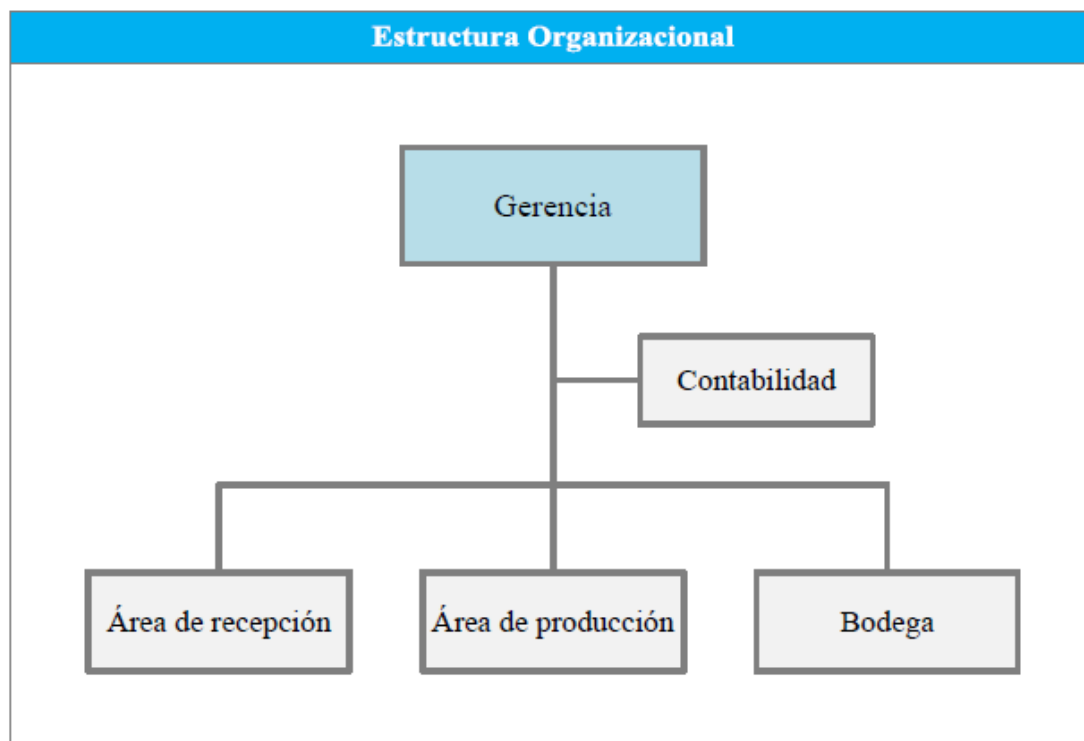 Estructura Organizacional
Gerencia
Contabilidad
Área de recepción
Área de producción
Bodega